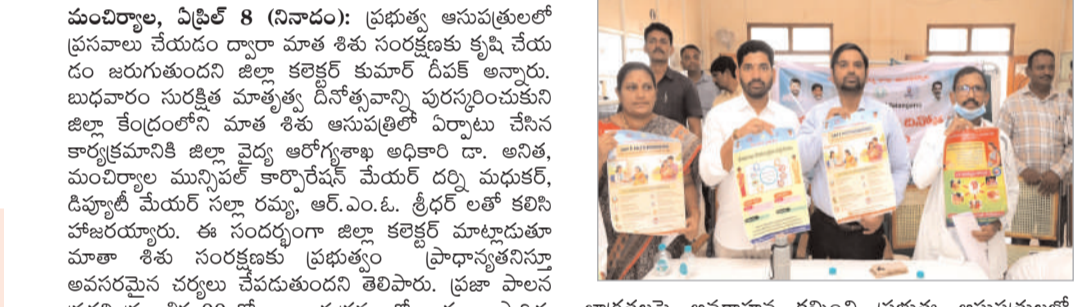 మంచిర్యాల, ఏప్రిల్ 8 (నినాదం): ప్రభుత్వ ఆసుపత్రులలో
ప్రసవాలు చేయడం ద్వారా మాత శిశు సంరక్షణకు కృషి చేయ
డం జరుగుతుందని జిల్లా కలెక్టర్ కుమార్ దీపక్ అన్నారు.
బుధవారం సురక్షిత మాతృత్వ దినోత్సవాన్ని పురస్కరించుకుని
జిల్లా కేంద్రంలోని మాత శిశు ఆసుపత్రిలో ఏర్పాటు చేసిన
కార్యక్రమానికి జిల్లా వైద్య ఆరోగ్యశాఖ అధికారి డా. అనిత,
మంచిర్యాల మున్సిపల్ కార్పొరేషన్ మేయర్ దర్ని మధుకర్,
డిప్యూటీ మేయర్ సల్లా రమ్య, ఆర్.ఎం.ఓ. శ్రీధర్ లతో కలిసి
హాజరయ్యారు. ఈ సందర్భంగా జిల్లా కలెక్టర్ మాట్లాడుతూ
మాతా శిశు సంరక్షణకు ప్రభుత్వం ప్రాధాన్యతనిస్తూ
అవసరమైన చర్యలు చేపడుతుందని తెలిపారు. ప్రజా పాలన